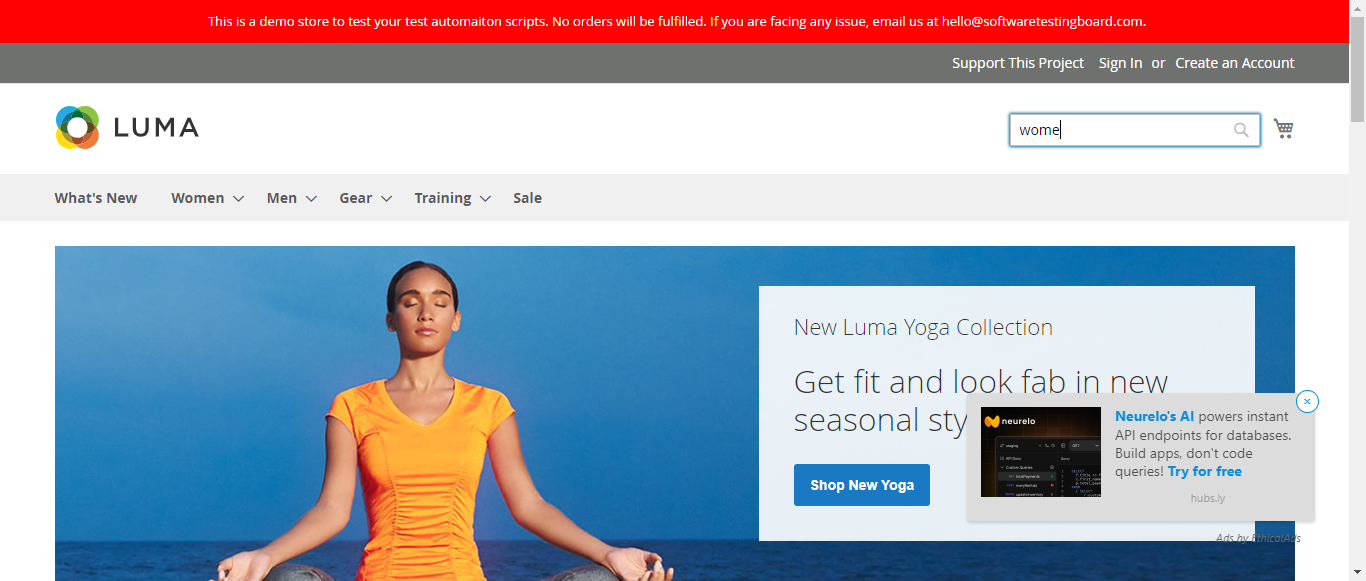 This is a demo store to test your test automaiton scripts. No orders will be fulfilled. If you are facing any issue, email us at hello@softwaretestingboard.com.
Support This Project Sign In or Create an Account
LUMA
wome
What's New Women Men Gear Training Sale
New Luma Yoga Collection
Get fit and look fab in new
seasonal sty
Shop New Yoga
neurelo
Neurelo's AI powers instant
API endpoints for databases.
Build apps, don't code
queries! Try for free
hubs.ly
Ads by EthicalAds